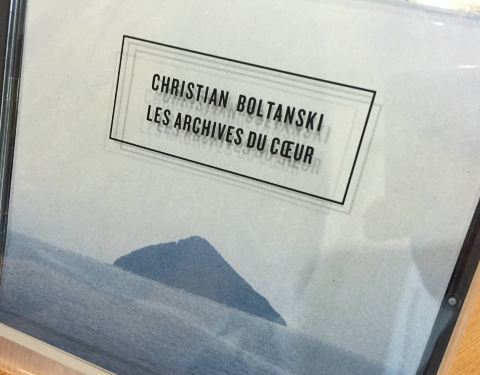 CHRISTIAN BOLTANSKI
LES ARCHIVES DU CŒUR